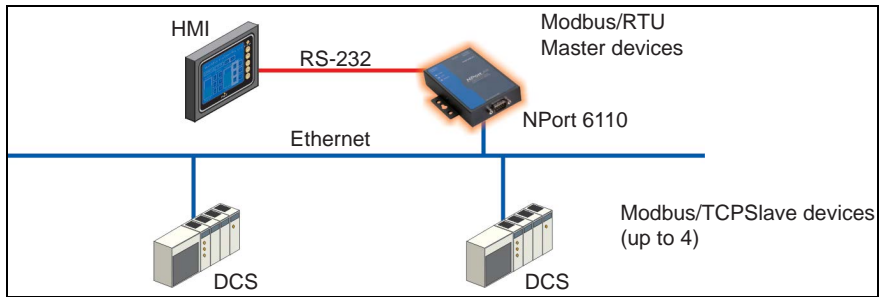 HMI
Modbus/RTU
Master devices
RS-232
NPort 6110
Ethernet
Modbus/TCPSlave devices
(up to 4)
DCS
DCS